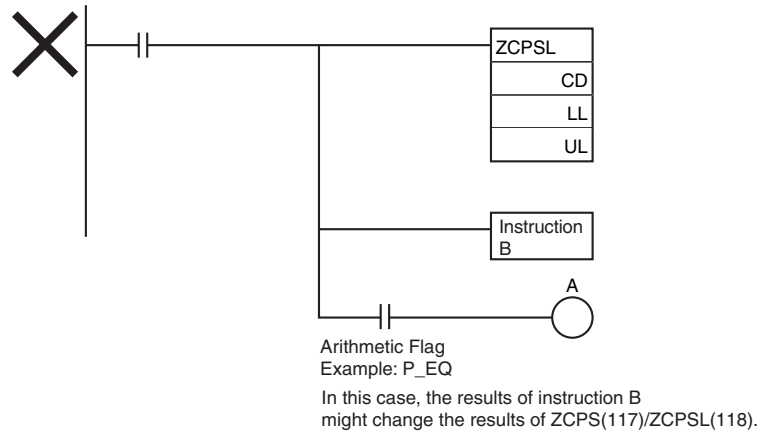 ZCPSL
CD
LL
UL
Instruction
B
A
Arithmetic Flag
Example: P_EQ
In this case, the results of instruction B
might change the results of ZCPS(117)/ZCPSL(118).